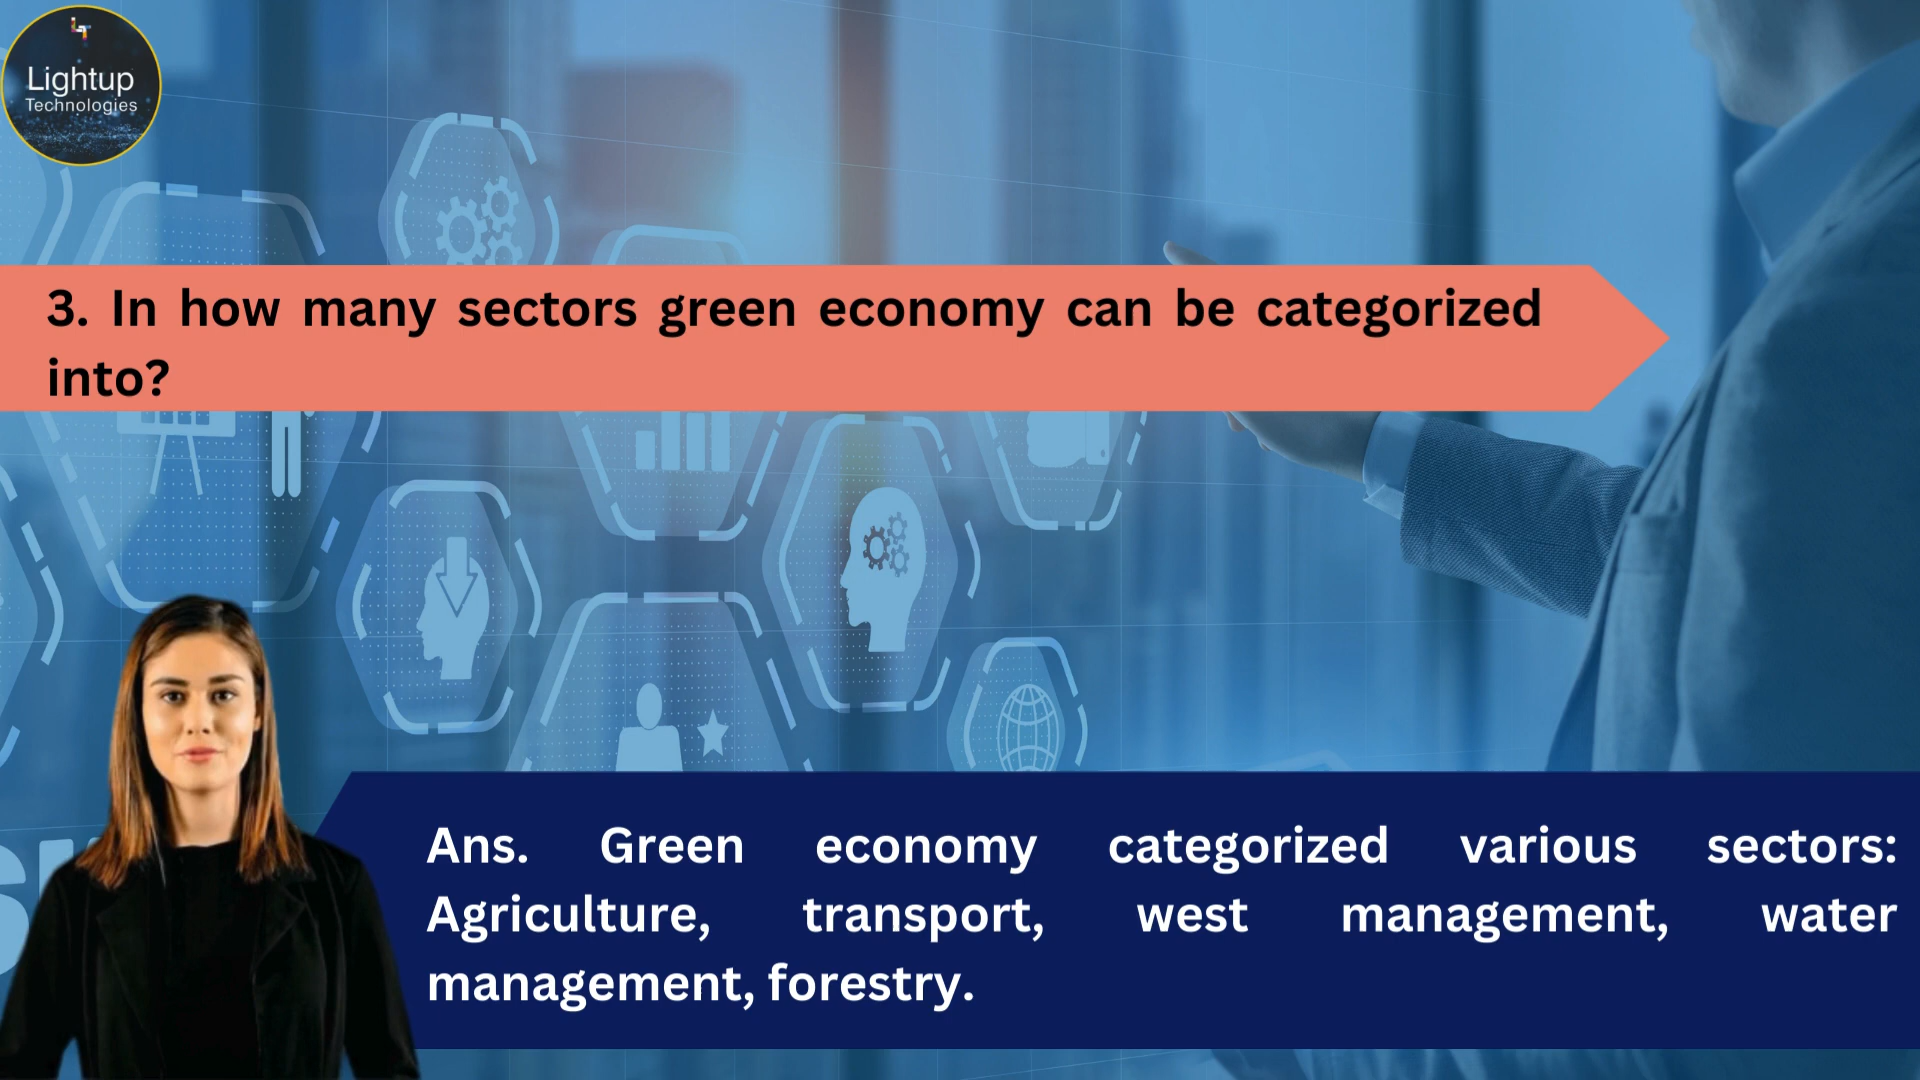 LT
Lightup
Technologies
3. In how many sectors green economy can be categorized
into?
Ans. Green economy categorized various sectors:
Agriculture, transport, west management, water
management, forestry.